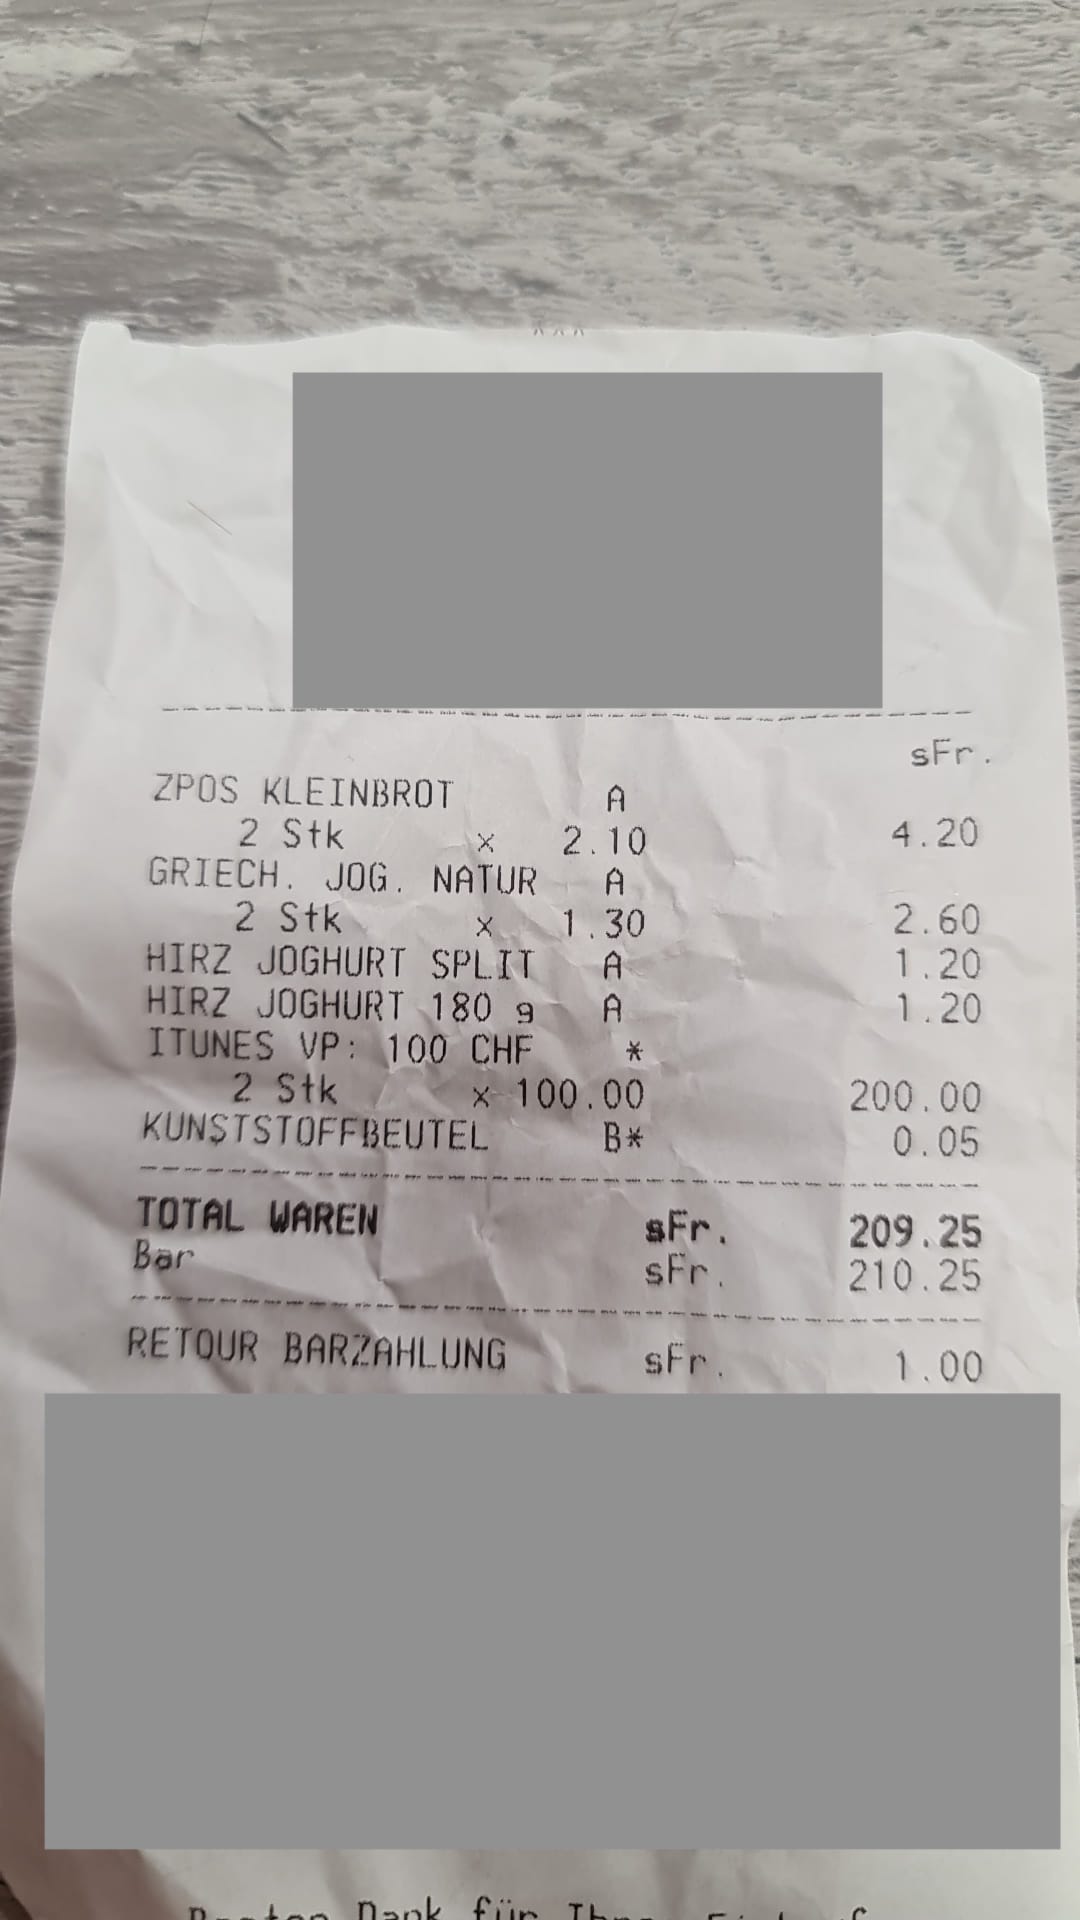 sFr.
ZPOS KLEINBROT A
2 Stk x 2.10 4.20
GRIECH. JOG. NATUR A
2 Stk x 1.30 2.60
HIRZ JOGHURT SPLIT A 1.20
HIRZ JOGHURT 180 g A 1.20
ITUNES VP: 100 CHF *
2 Stk x 100.00 200.00
KUNSTSTOFFBEUTEL B* 0.05
TOTAL WAREN sFr. 209.25
Bar sFr. 210.25
RETOUR BARZAHLUNG sFr. 1.00
Dank für